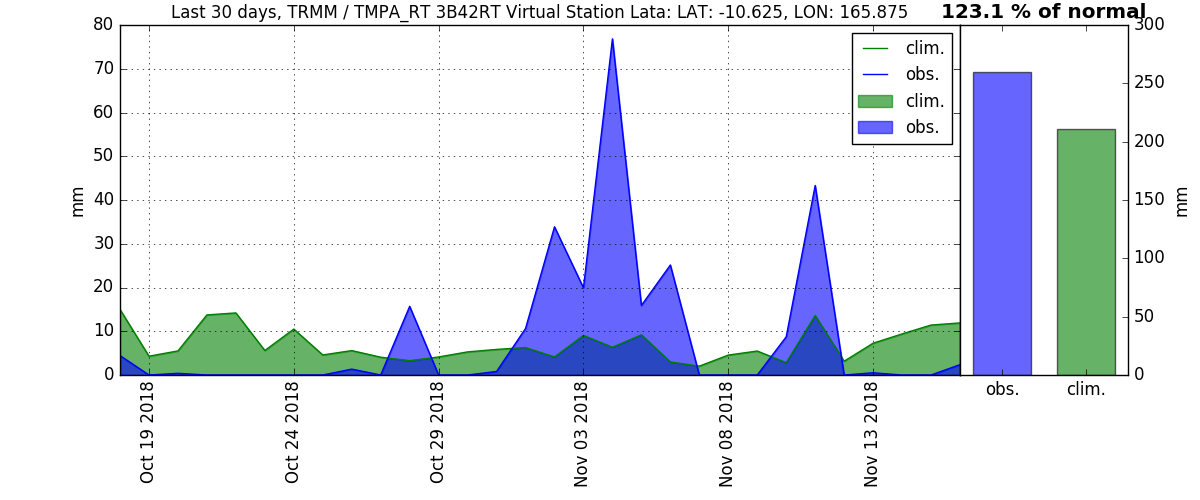 Last 30 days, TRMM / TMPA_RT 3B42RT Virtual Station Lata: LAT: -10.625, LON: 165.875
123.1 % of normal
80
70
60
50
40
30
20
10
0
mm
clim.
obs.
clim.
obs.
300
250
200
150
100
50
0
mm
obs.
clim.
Oct 19 2018
Oct 24 2018
Oct 29 2018
Nov 03 2018
Nov 08 2018
Nov 13 2018